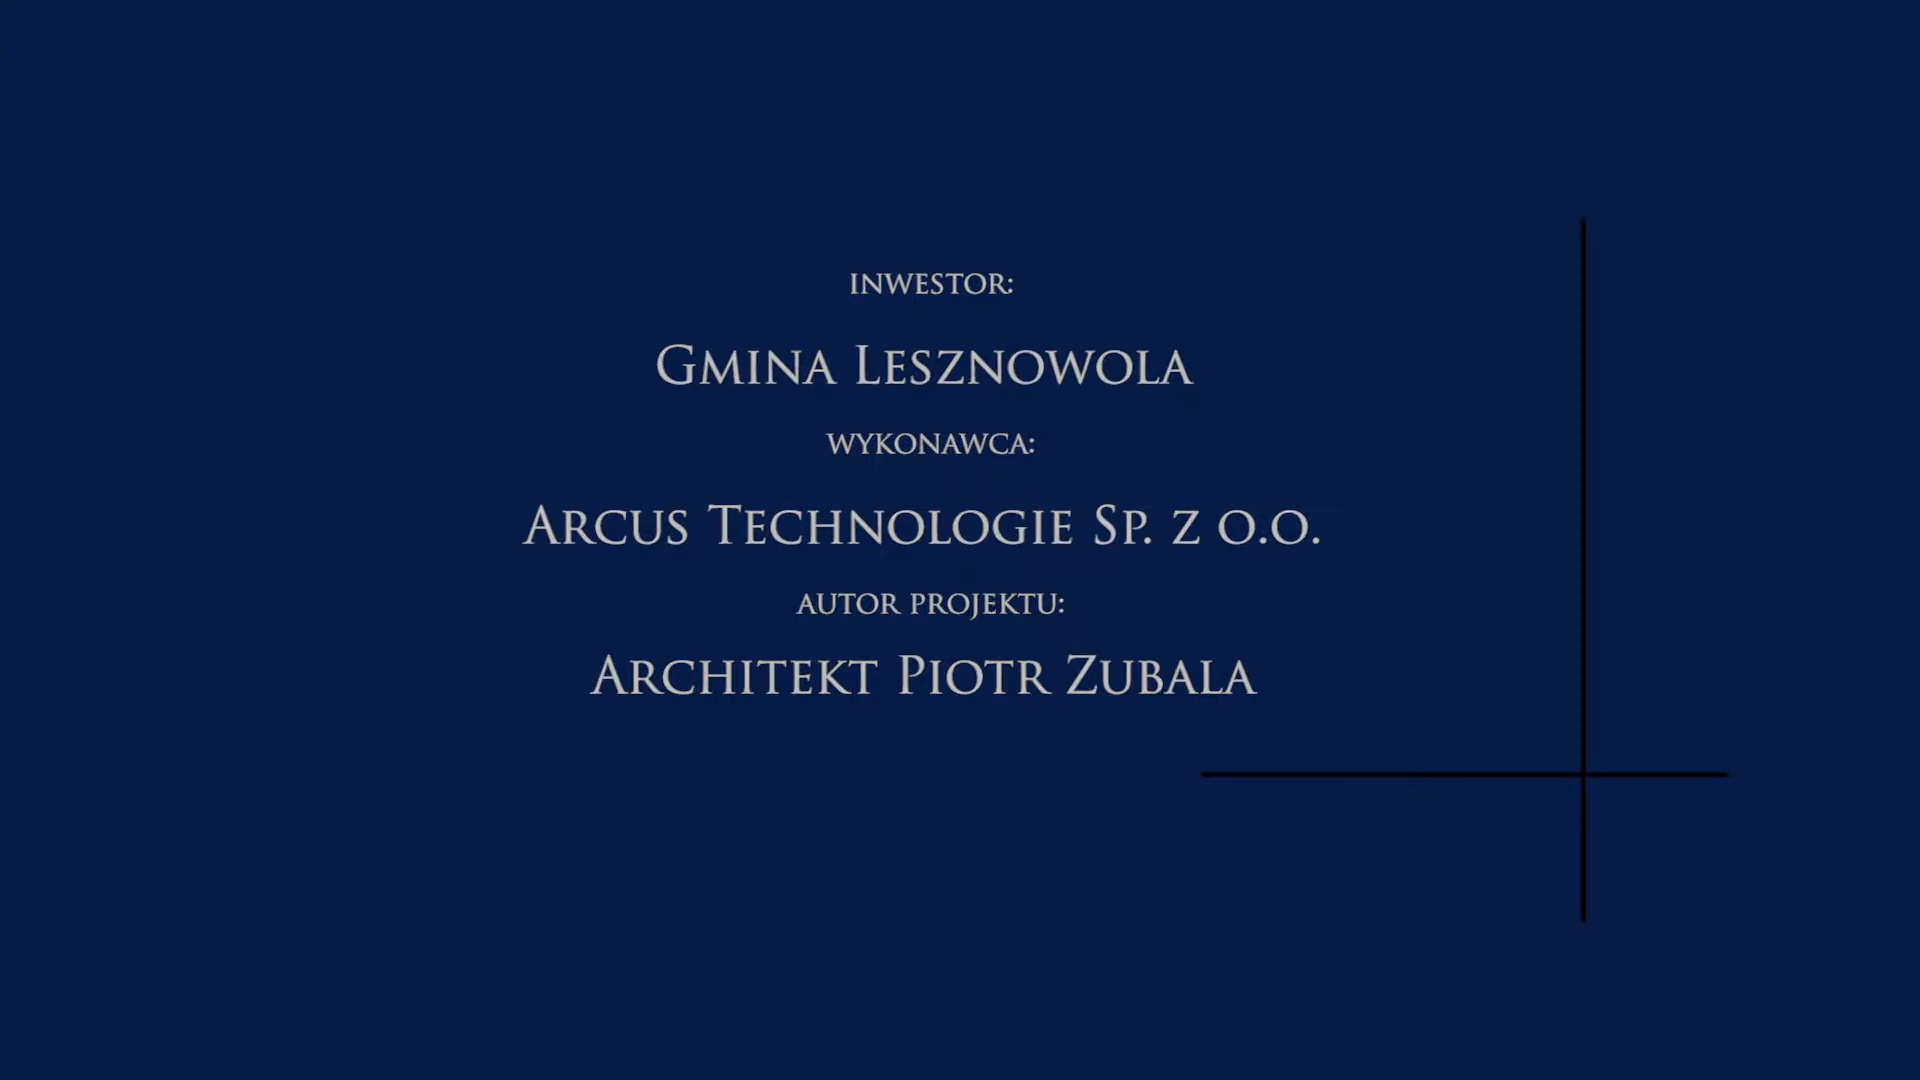 INWESTOR:
GMINA LESZNOWOLA
WYKONAWCA:
ARCUS TECHNOLOGIE SP. Z O.O.
AUTOR PROJEKTU:
ARCHITEKT PIOTR ZUBALA